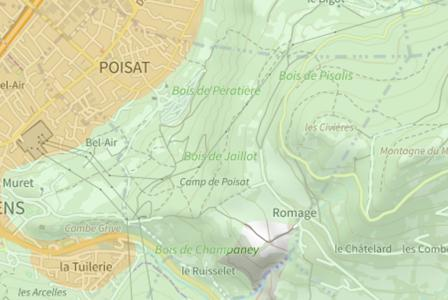 le Bigot
POISAT
Bois de Pisalis
el-Air
Bois de Peratière
les Civières
Bel-Air
Montagne du M
Bois de Jaillot
Muret
Camp de Poisat
ENS
Romage
Combe Grive
Bois de Champaney
le Châtelard
les Comb
la Tuilerie
le Ruisselet
les Arcelles